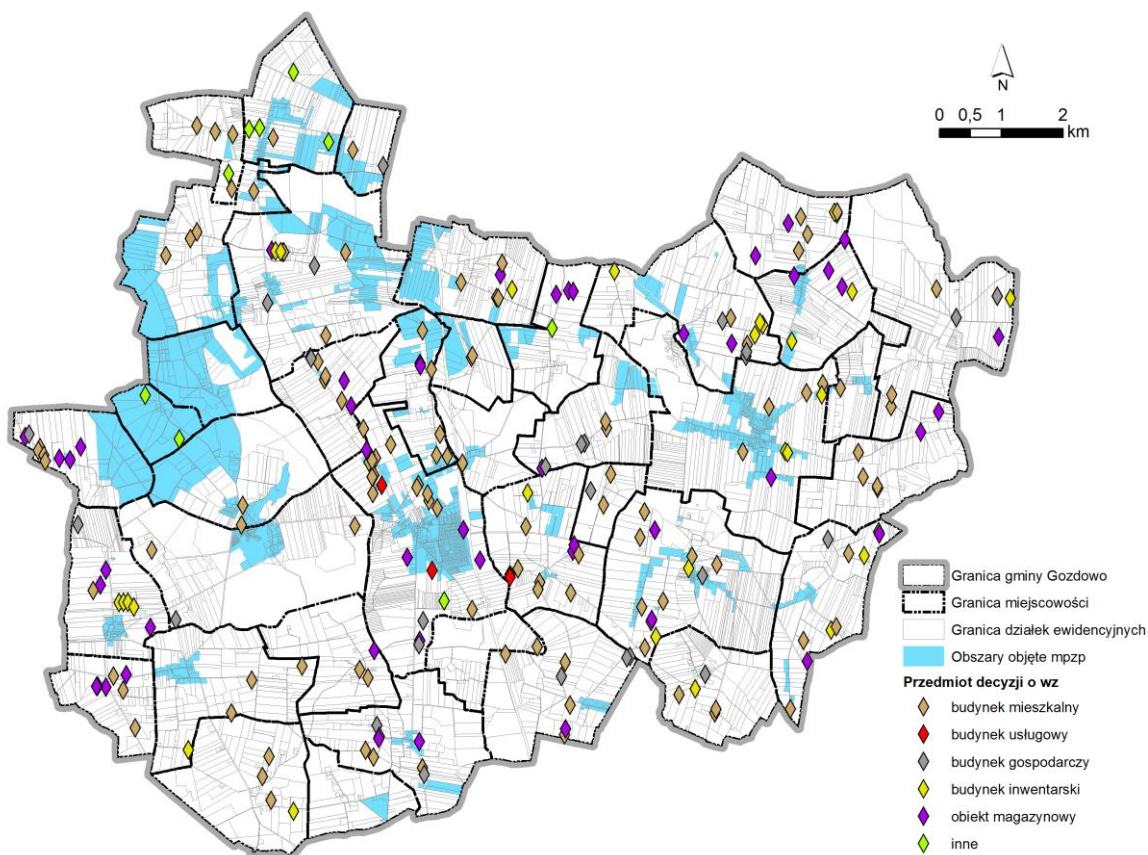 N
0 0,5 1 2
km
Granica gminy Gozdowo
Granica miejscowości
Granica działek ewidencyjnych
Obszary objęte mpzp
Przedmiot decyzji o wz
budynek mieszkalny
budynek usługowy
budynek gospodarczy
budynek inwentarski
obiekt magazynowy
inne